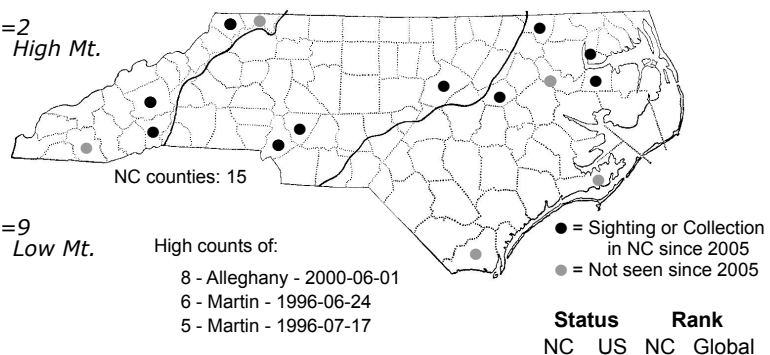 =2
High Mt.
NC counties: 15
=9
Low Mt.
High counts of:
8 - Alleghany - 2000-06-01
6 - Martin - 1996-06-24
5 - Martin - 1996-07-17
● = Sighting or Collection
in NC since 2005
● = Not seen since 2005
Status Rank
NC US NC Global